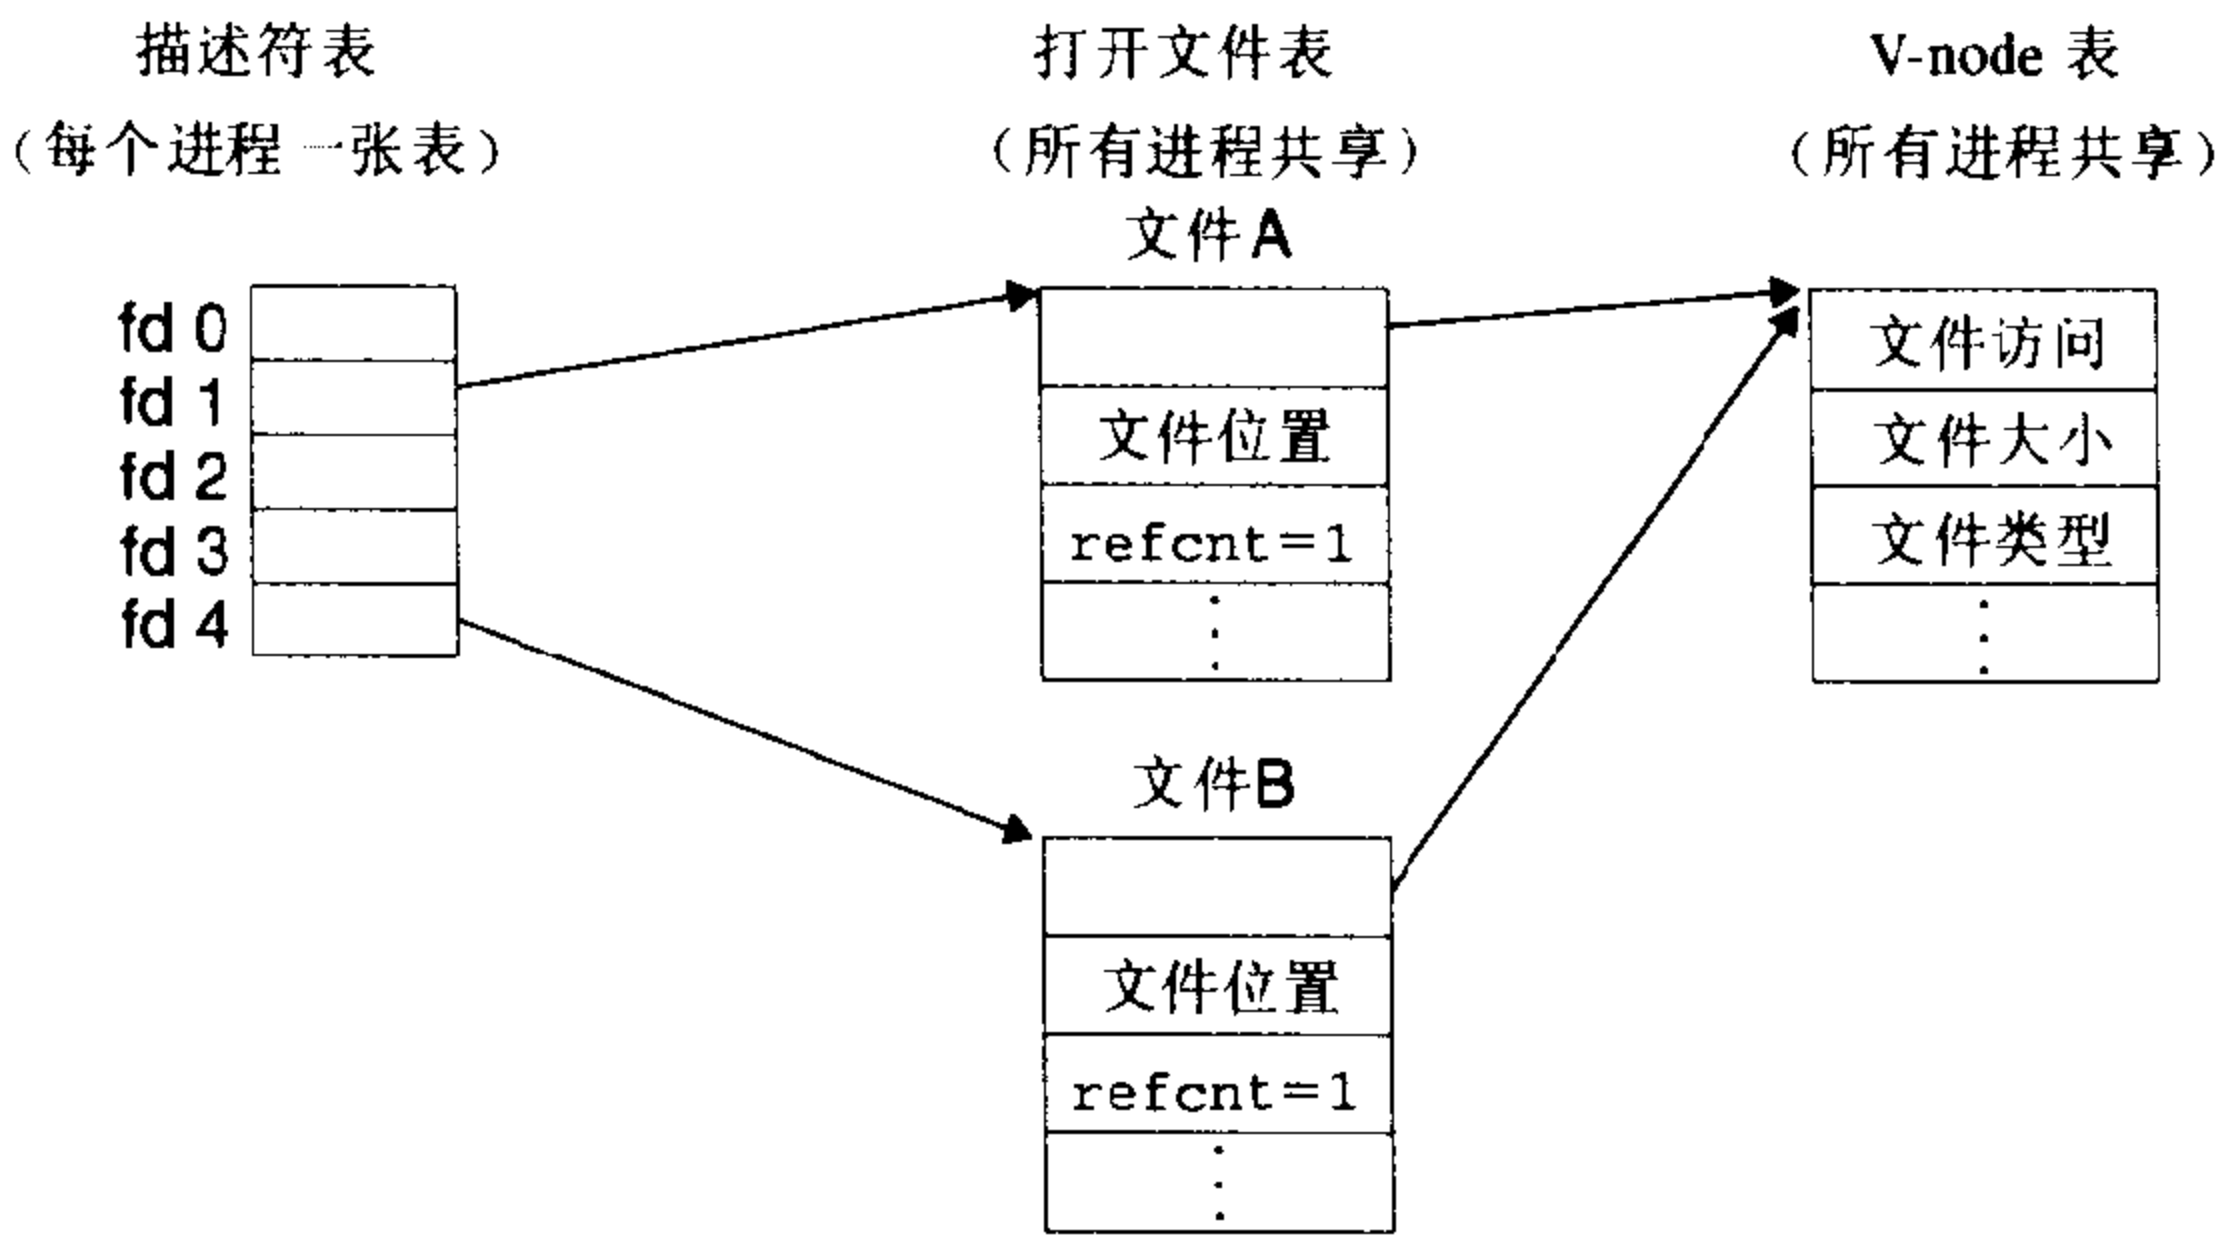 描述符表
(每个进程一张表)
打开文件表
(所有进程共享)
V-node 表
(所有进程共享)
fd 0
fd 1
fd 2
fd 3
fd 4
文件A
文件位置
refcnt=1
文件B
文件位置
refcnt=1
文件访问
文件大小
文件类型